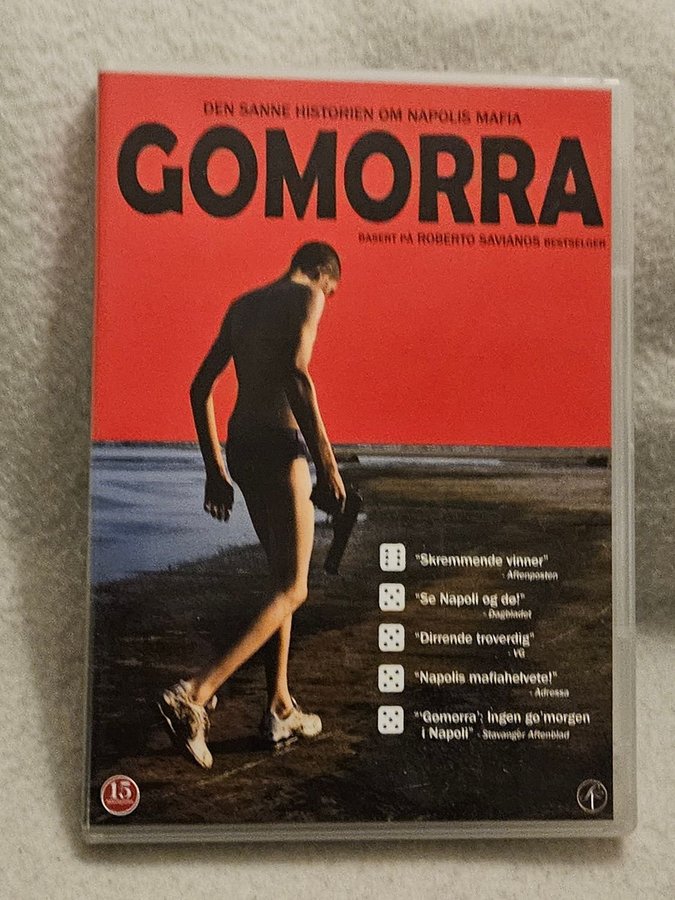 DEN SANNE HISTORIEN OM NAPOLIS MAFIA
GOMORRA
BASERT PÅ ROBERTO SAVIANOS BESTSELGER
"Skremmende vinner"
- Aftenposten
"Se Napoli og dø!"
- Dagbladet
"Dirrende troverdig"
- VG
"Napolis mafiahelvete!"
- Adressa
"'Gomorra': Ingen go'morgen
i Napoli" - Stavanger Aftenblad
15